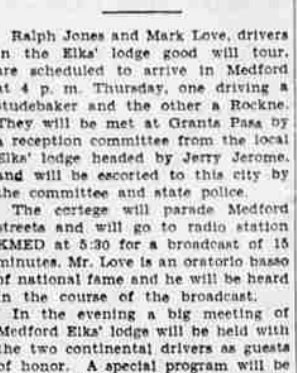 Ralph Jones and Mark Love, drivers
in the Elks' lodge good will tour,
are scheduled to arrive in Medford
at 4 p. m. Thursday, one driving a
Studebaker and the other a Rockne.
They will be met at Grants Pass by
a reception committee from the local
Elks' lodge headed by Jerry Jerome,
and will be escorted to this city by
the committee and state police.
The cortege will parade Medford
streets and will go to radio station
KMED at 5:30 for a broadcast of 15
minutes. Mr. Love is an oratorio basso
of national fame and he will be heard
in the course of the broadcast.
In the evening a big meeting of
Medford Elks' lodge will be held with
the two continental drivers as guests
of honor. A special program will be